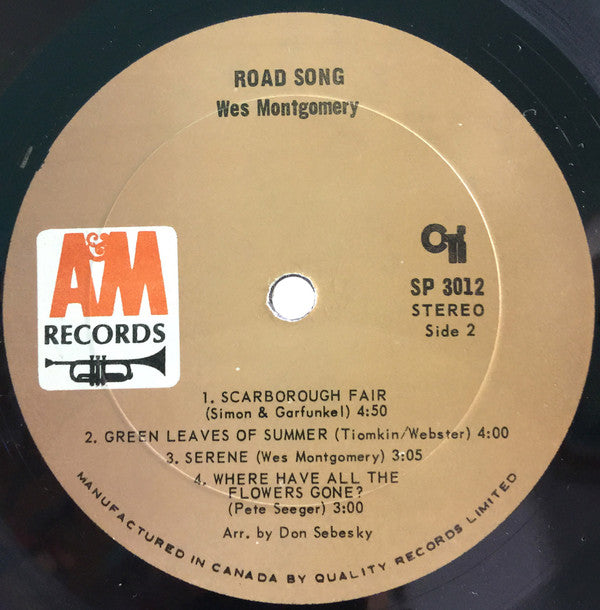 ROAD SONG
Wes Montgomery
A&M
RECORDS
CTi
SP 3012
STEREO
Side 2
1. SCARBOROUGH FAIR
(Simon & Garfunkel) 4:50
2. GREEN LEAVES OF SUMMER (Tiomkin/Webster) 4:00
3. SERENE (Wes Montgomery) 3:05
4. WHERE HAVE ALL THE
FLOWERS GONE?
(Pete Seeger) 3:00
Arr. by Don Sebesky
MANUFACTURED IN CANADA BY QUALITY RECORDS LIMITED